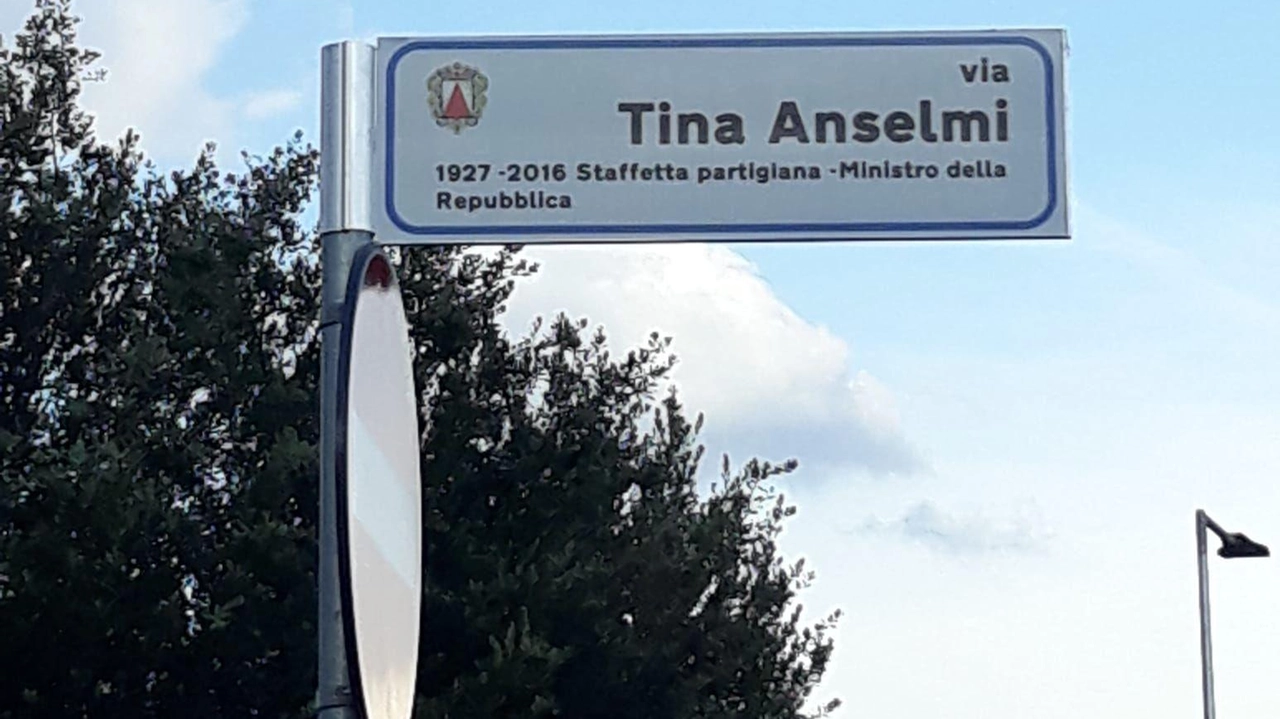 via
Tina Anselmi
1927 -2016 Staffetta partigiana -Ministro della
Repubblica